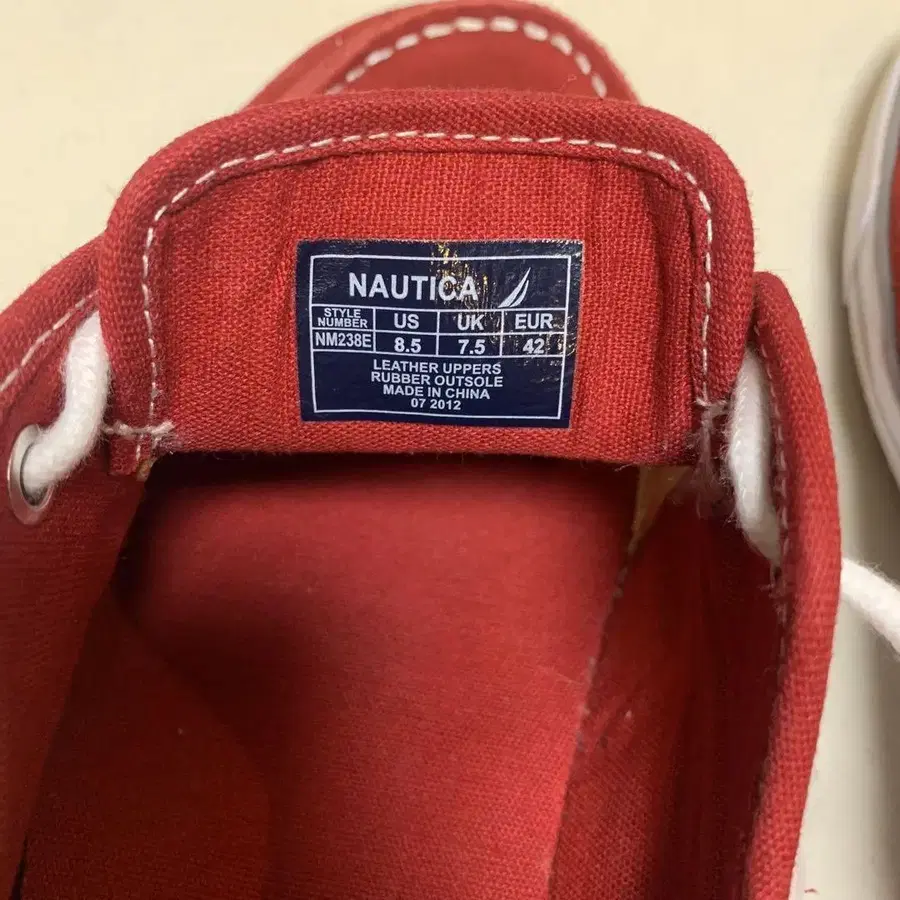 NAUTICA
STYLE NUMBER US UK EUR
NM238E 8.5 7.5 42
LEATHER UPPERS
RUBBER OUTSOLE
MADE IN CHINA
07 2012